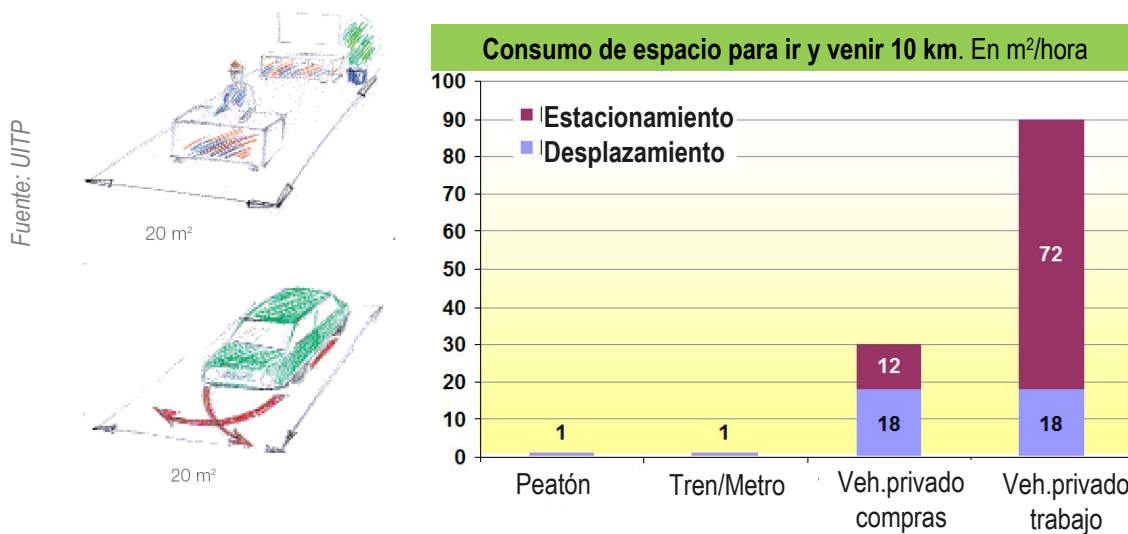 Fuente: UITP
20 m²
20 m²
Consumo de espacio para ir y venir 10 km. En m²/hora
100
90
80
70
60
50
40
30
20
10
0
Estacionamiento
Desplazamiento
1
1
12
18
72
18
Peatón
Tren/Metro
Veh.privado
compras
Veh.privado
trabajo